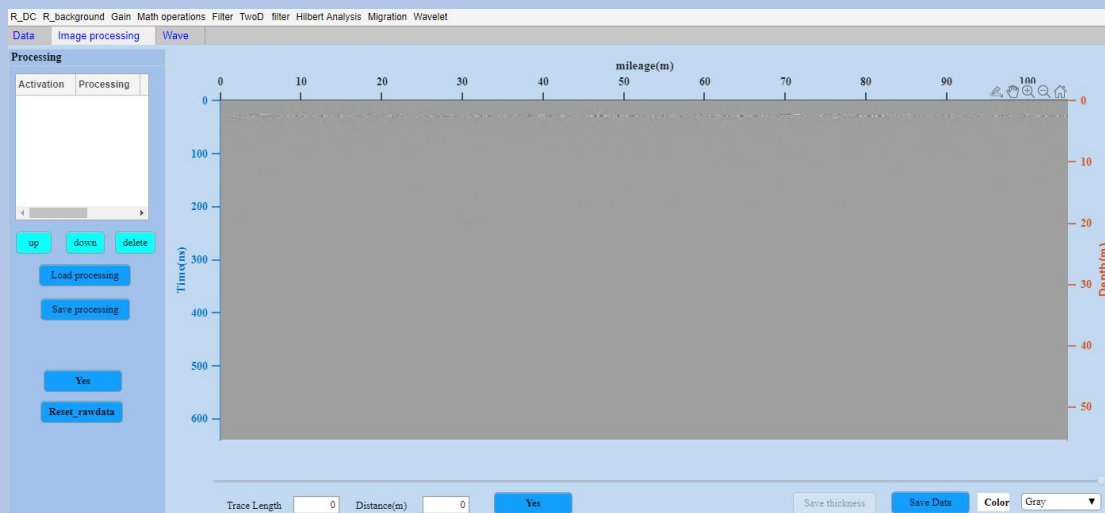 R_DC R_background Gain Math operations Filter TwoD filter Hilbert Analysis Migration Wavelet
Data Image processing Wave
Processing
Activation Processing
up down delete
Load processing
Save processing
Yes
Reset_rawdata
mileage(m)
0 10 20 30 40 50 60 70 80 90 100
Time(ns)
0
100
200
300
400
500
600
0
10
20
30
40
50
Depth(m)
Trace Length 0 Distance(m) 0 Yes Save thickness Save Data Color Gray